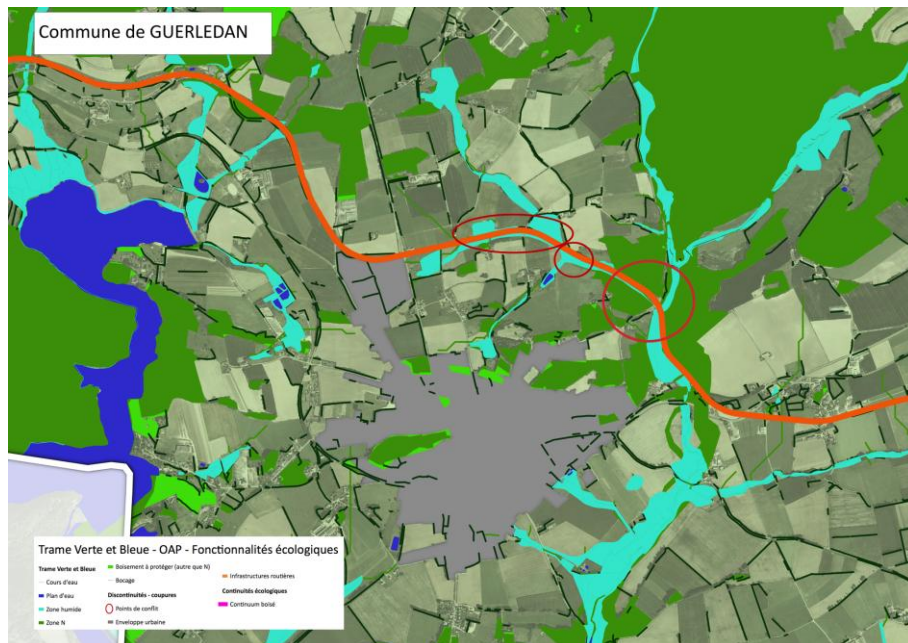 Commune de GUERLEDAN
Trame Verte et Bleue - OAP - Fonctionnalités écologiques
Trame Verte et Bleue
Cours d'eau
Plan d'eau
Zone humide
Zone N
Boisement à protéger (autre que N)
Bocage
Discontinuités - coupures
Points de conflit
Enveloppe urbaine
Infrastructures routières
Continuités écologiques
Continuum boisé